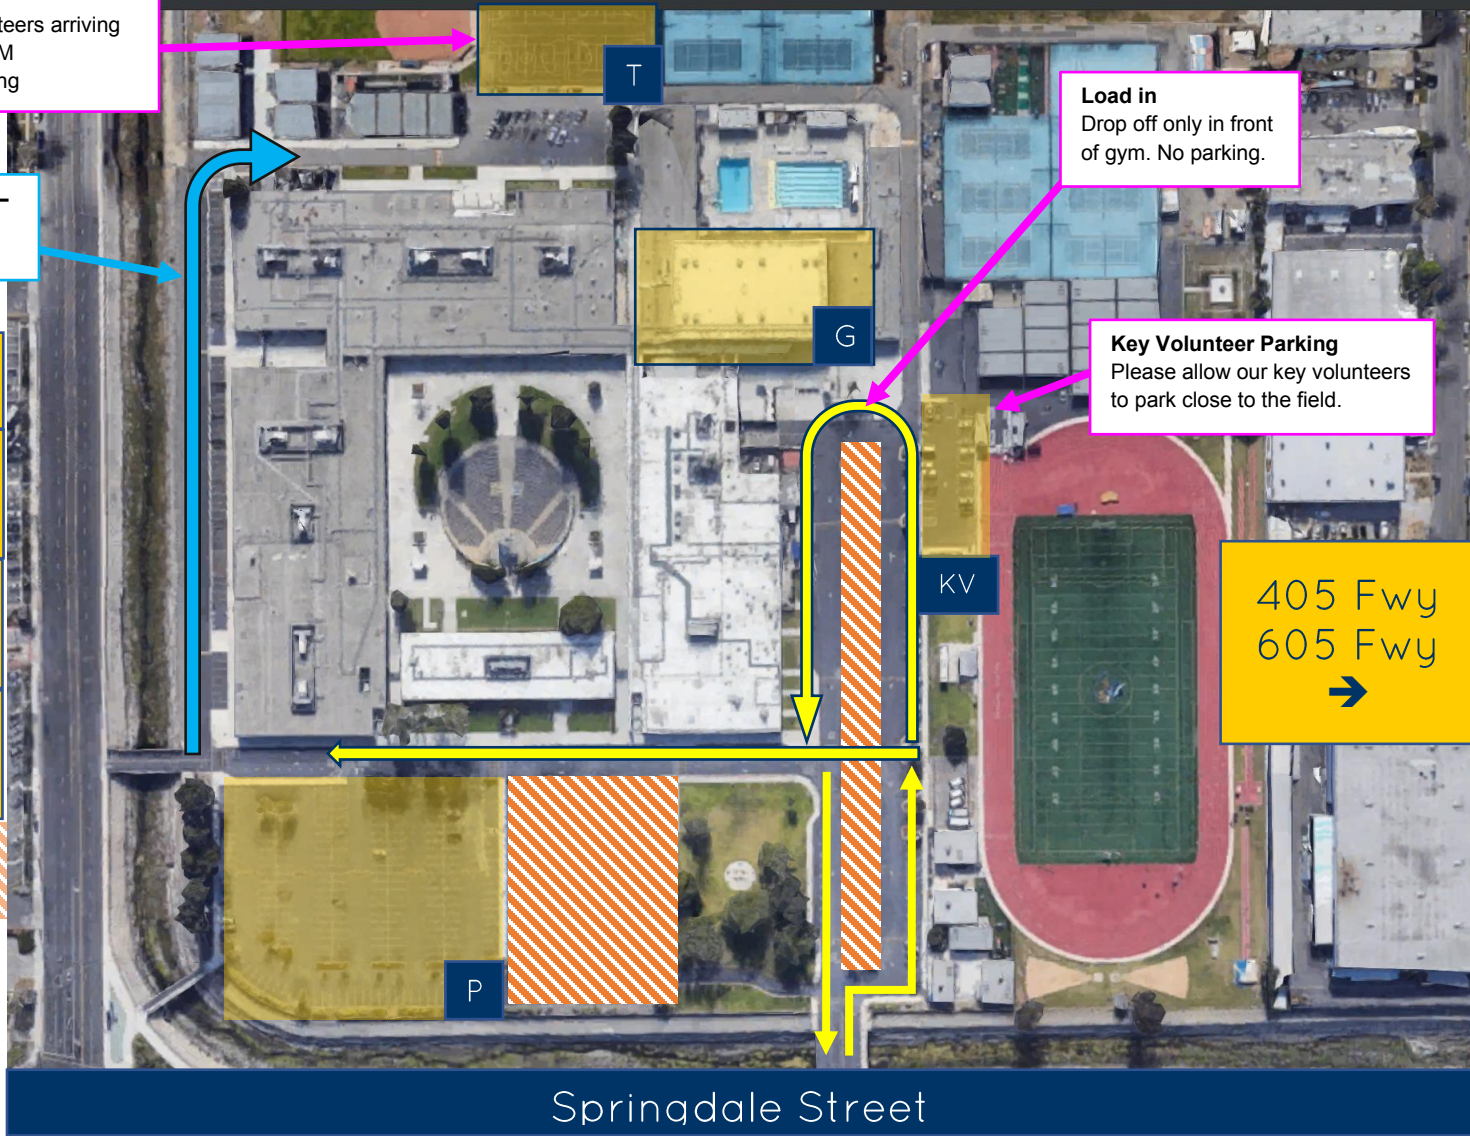 teers arriving
M
ng
T
Load in
Drop off only in front
of gym. No parking.
G
Key Volunteer Parking
Please allow our key volunteers
to park close to the field.
KV
405 Fwy
605 Fwy
P
Springdale Street